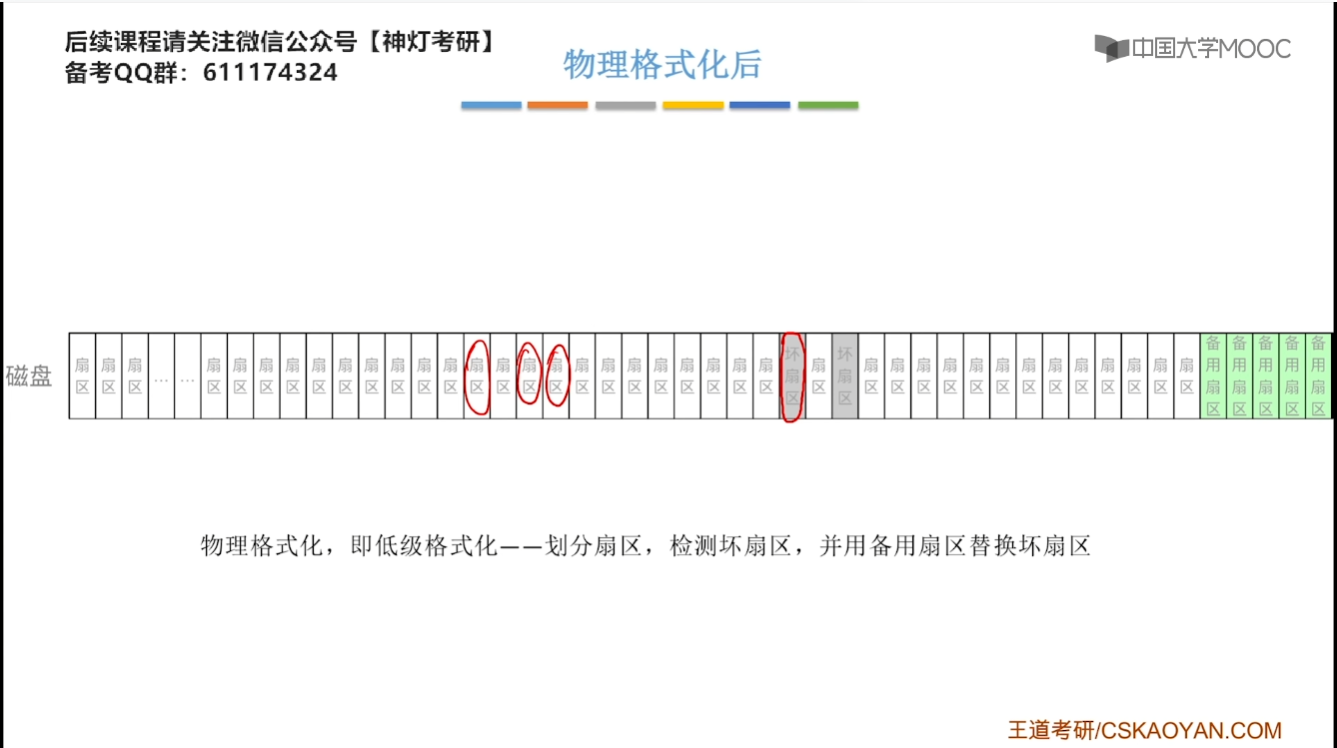 后续课程请关注微信公众号【神灯考研】
备考QQ群：611174324
物理格式化后
中国大学MOOC
磁盘 扇区 扇区 扇区 … … 扇区 扇区 扇区 扇区 扇区 扇区 扇区 扇区 扇区 扇区 扇区 扇区 扇区 扇区 扇区 扇区 扇区 扇区 扇区 扇区 扇区 扇区 坏扇区 扇区 坏扇区 扇区 扇区 扇区 扇区 扇区 扇区 扇区 扇区 扇区 扇区 扇区 扇区 扇区 备用扇区 备用扇区 备用扇区 备用扇区 备用扇区
物理格式化，即低级格式化——划分扇区，检测坏扇区，并用备用扇区替换坏扇区
王道考研/CSKAOYAN.COM